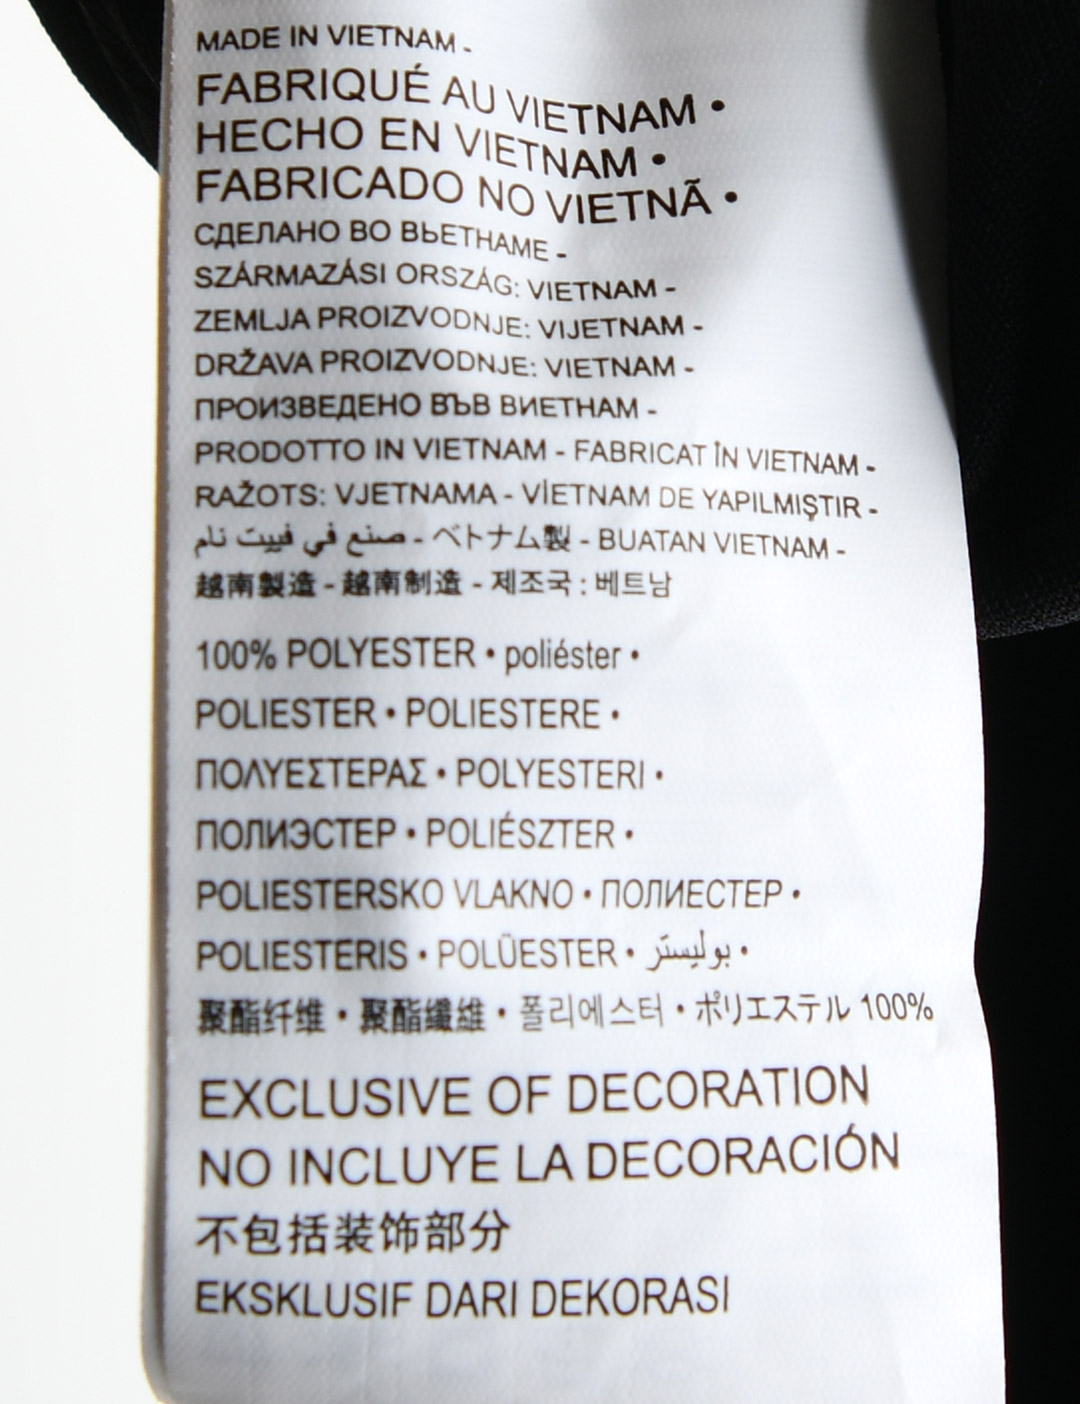 MADE IN VIETNAM -
FABRIQUÉ AU VIETNAM •
HECHO EN VIETNAM •
FABRICADO NO VIETNÃ •
СДЕЛАНО ВО ВЬЕТНАМЕ -
SZÁRMAZÁSI ORSZÁG: VIETNAM -
ZEMLJA PROIZVODNJE: VIJETNAM -
DRŽAVA PROIZVODNJE: VIETNAM -
ПРОИЗВЕДЕНО ВЪВ ВИЕТНАМ -
PRODOTTO IN VIETNAM - FABRICAT ÎN VIETNAM -
RAŽOTS: VJETNAMA - VİETNAM DE YAPILMIŞTIR -
صنع في فييت نام - ベトナム製 - BUATAN VIETNAM -
越南製造 - 越南制造 - 제조국 : 베트남
100% POLYESTER • poliéster •
POLIESTER • POLIESTERE •
ΠΟΛΥΕΣΤΕΡΑΣ • POLYESTERI •
ПОЛИЭСТЕР • POLIÉSZTER •
POLIESTERSKO VLAKNO • ПОЛИЕСТЕР •
POLIESTERIS • POLÜESTER • بوليستر •
聚酯纤维 • 聚酯纖維 • 폴리에스터 • ポリエステル 100%
EXCLUSIVE OF DECORATION
NO INCLUYE LA DECORACIÓN
不包括装饰部分
EKSKLUSIF DARI DEKORASI